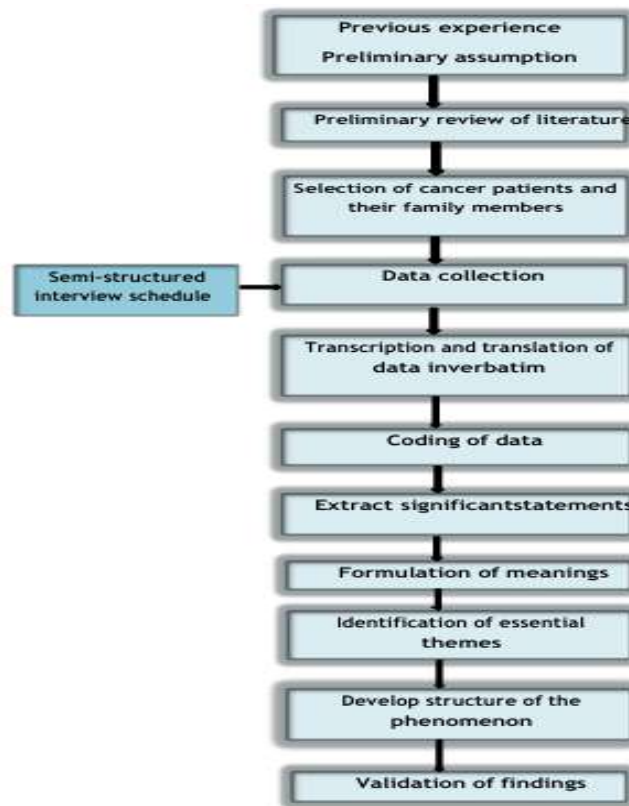 Previous experience
Preliminary assumption
Preliminary review of literature
Selection of cancer patients and
their family members
Semi-structured
interview schedule
Data collection
Transcription and translation of
data inverbatim
Coding of data
Extract significantstatements
Formulation of meanings
Identification of essential
themes
Develop structure of the
phenomenon
Validation of findings